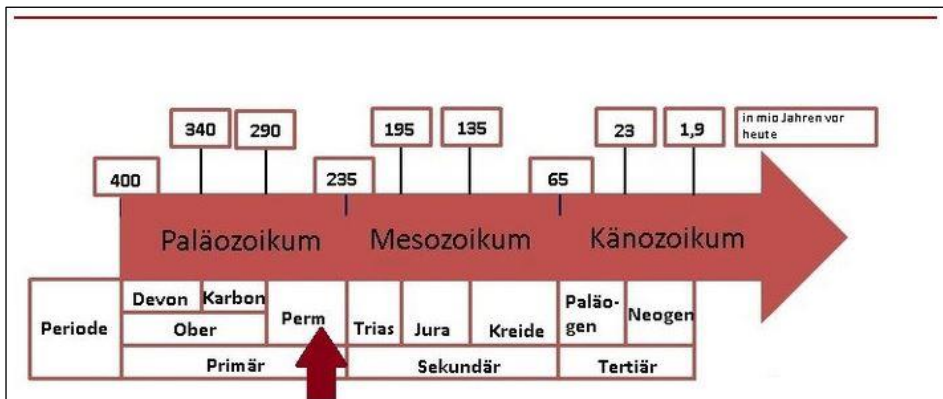 340
290
195
135
23
1,9
in mio Jahren vor
heute
400
235
65
Paläozoikum
Mesozoikum
Känozoikum
Periode
Devon
Karbon
Perm
Trias
Jura
Kreide
Paläo-
gen
Neogen
Ober
Primär
Sekundär
Tertiär